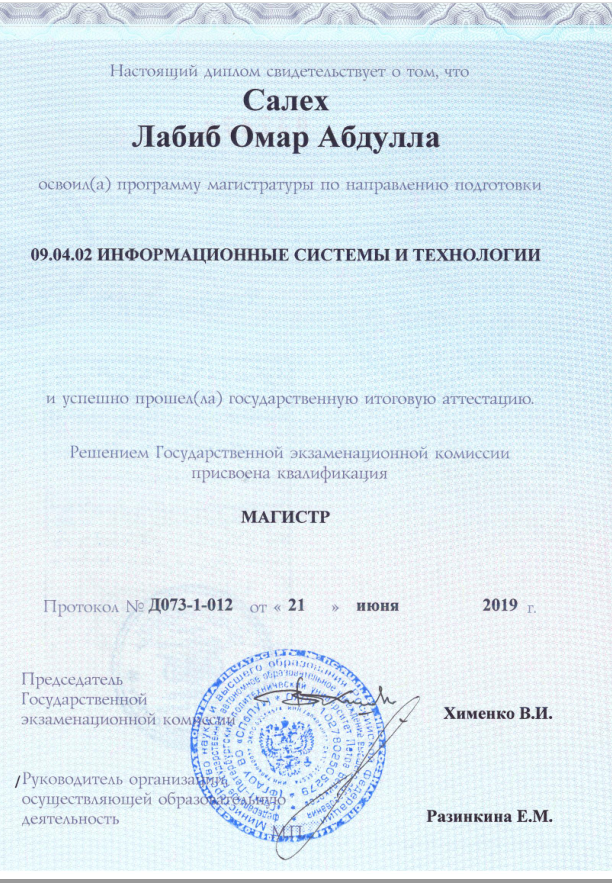 Настоящий диплом свидетельствует о том, что
Салех
Лабиб Омар Абдулла
освоил(а) программу магистратуры по направлению подготовки
09.04.02 ИНФОРМАЦИОННЫЕ СИСТЕМЫ И ТЕХНОЛОГИИ
и успешно прошел(ла) государственную итоговую аттестацию.
Решением Государственной экзаменационной комиссии
присвоена квалификация
МАГИСТР
Протокол № Д073-1-012 от « 21 » июня 2019 г.
Председатель
Государственной
экзаменационной комиссии
Хименко В.И.
Руководитель организации,
осуществляющей образовательную
деятельность
Разинкина Е.М.
М.П.